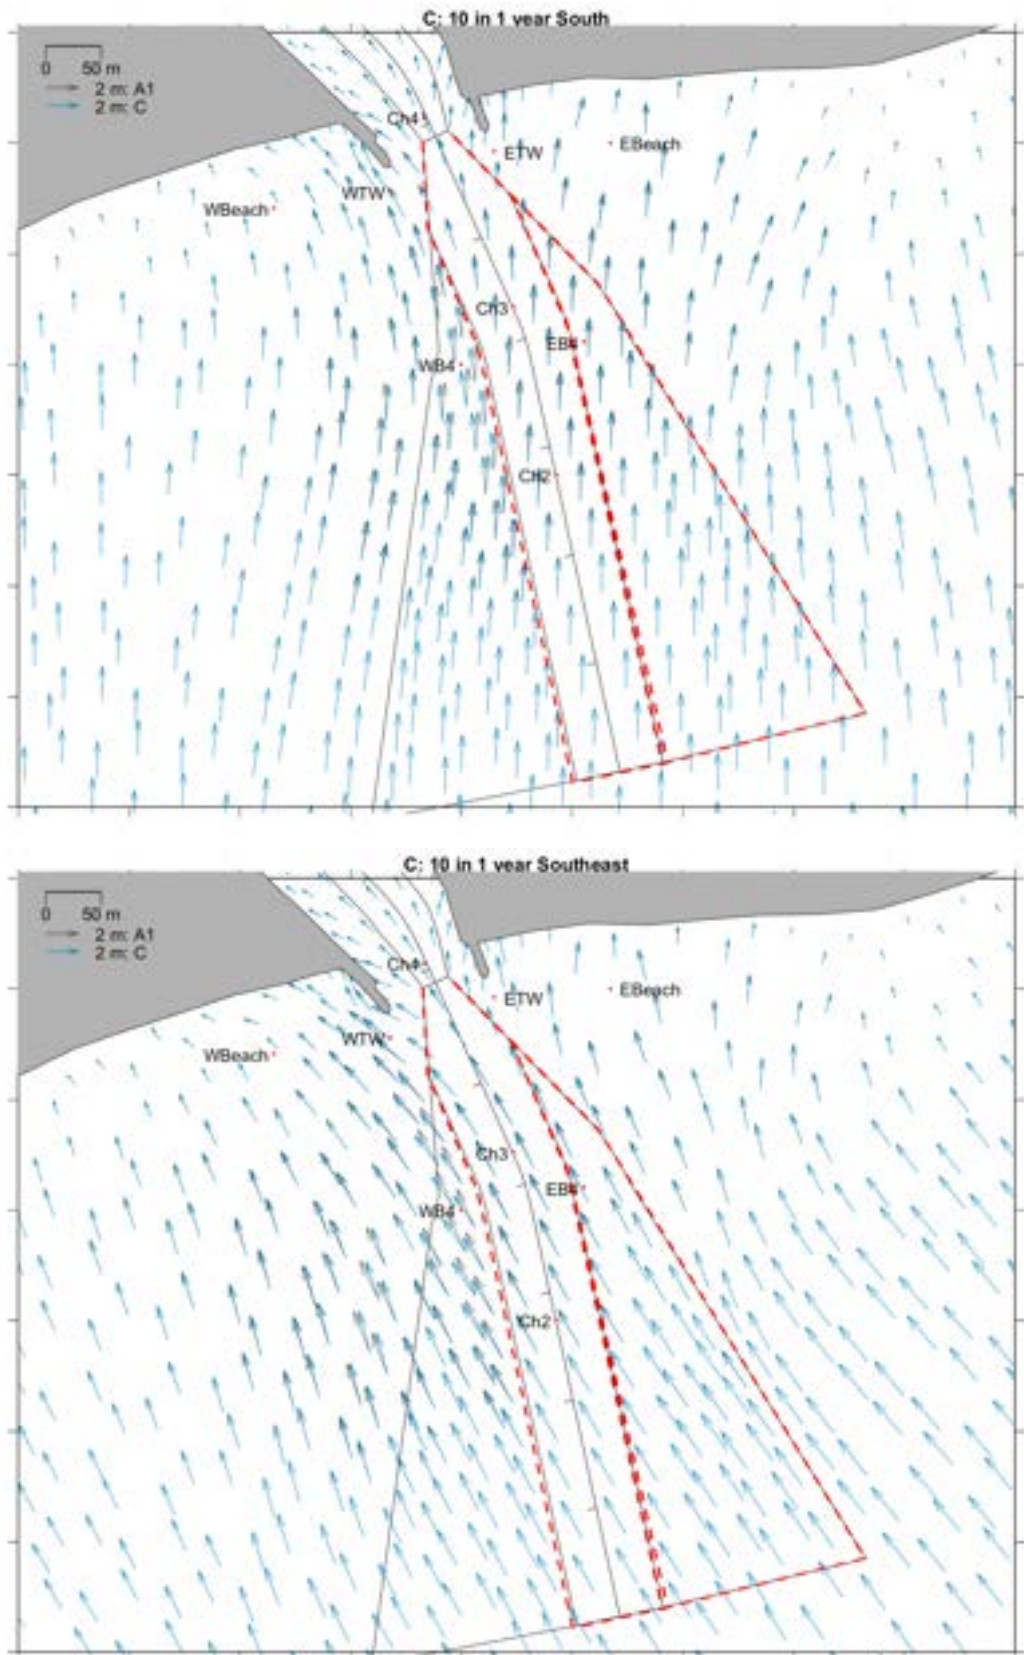 C: 10 in 1 year South
0 50 m
2 m: A1
2 m: C
Ch4
ETW
EBeach
WTW
WBeach
Ch3
EB4
WB4
Ch2
C: 10 in 1 year Southeast
0 50 m
2 m: A1
2 m: C
Ch4
ETW
EBeach
WTW
WBeach
Ch3
EB4
WB4
Ch2